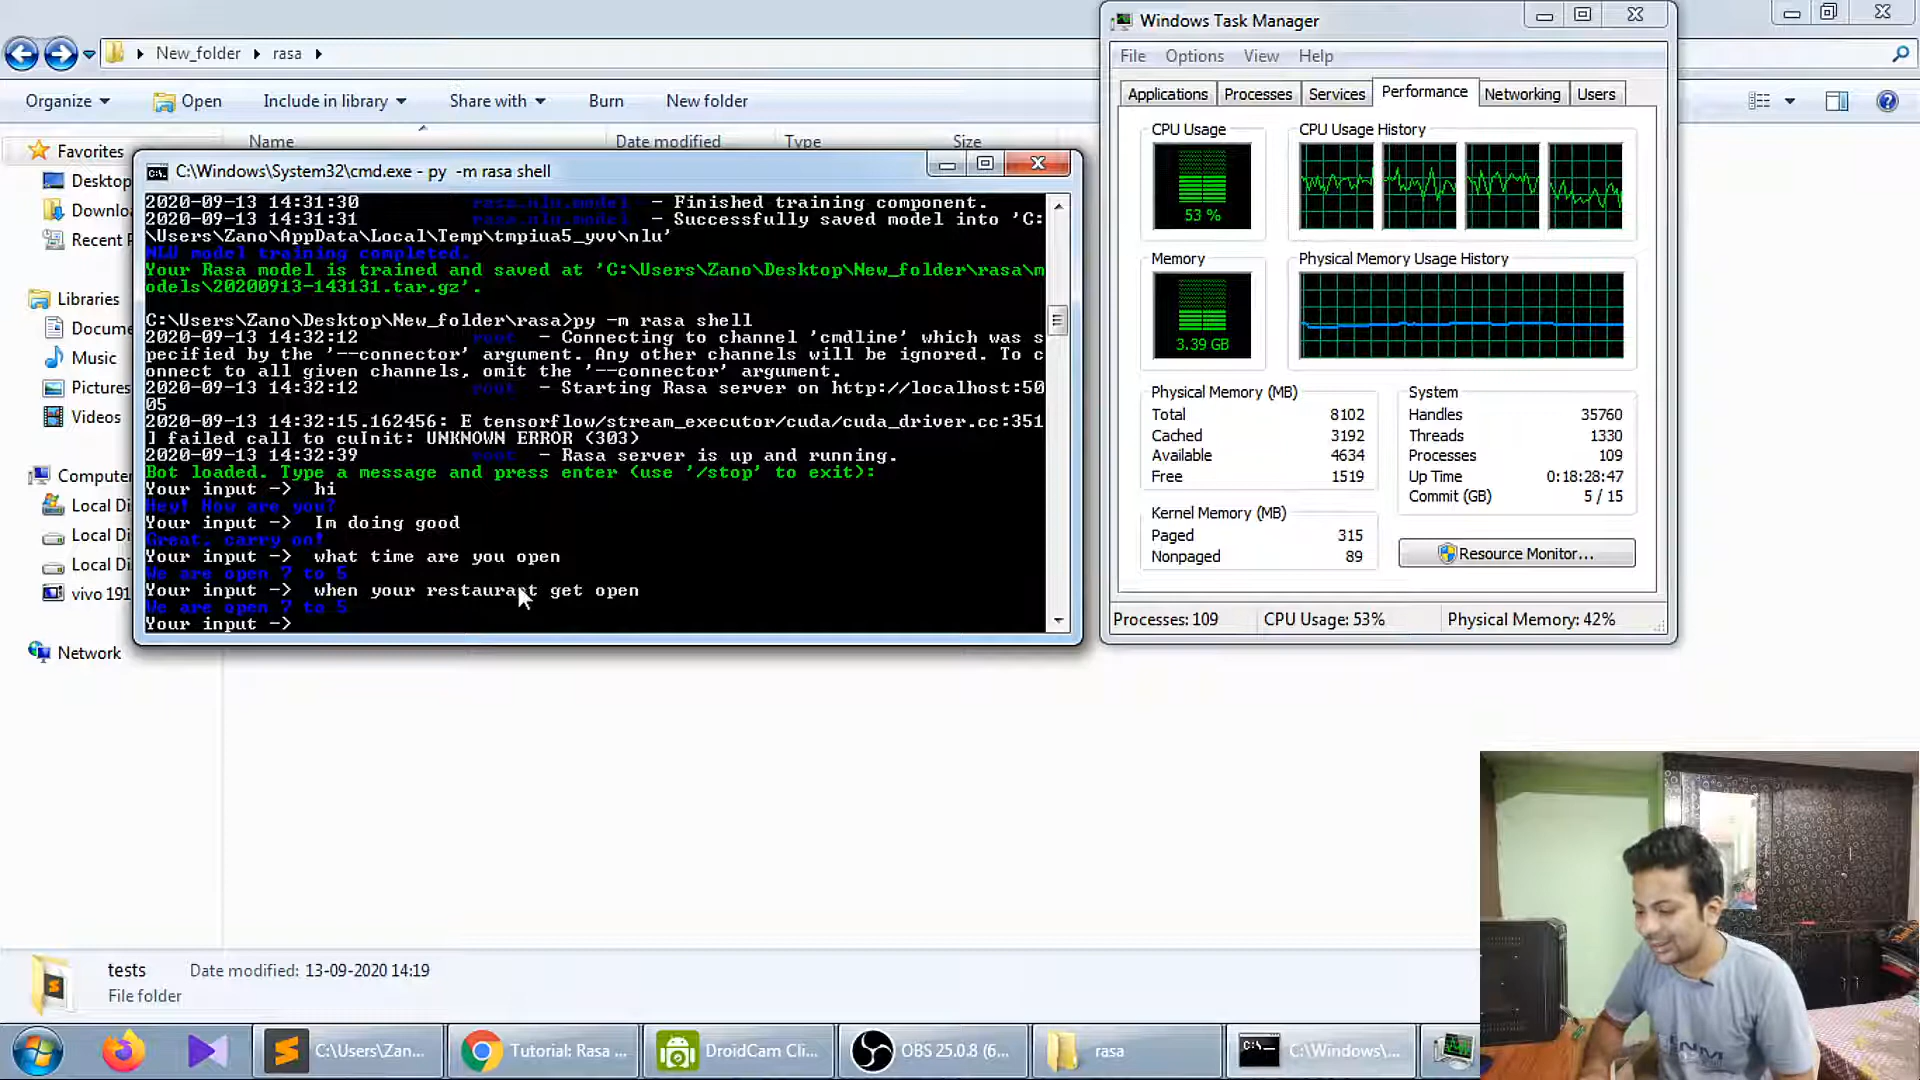 New_folder
rasa
Organize
Open
Include in library
Share with
Burn
New folder
Name
Date modified
Type
Size
Favorites
Desktop
Downlo
Recent P
Libraries
Docume
Music
Pictures
Videos
Computer
Local Dis
Local Dis
Local Dis
vivo 191
Network
C:\Windows\System32\cmd.exe - py -m rasa shell
2020-09-13 14:31:30 rasa.nlu.model - Finished training component.
2020-09-13 14:31:31 rasa.nlu.model - Successfully saved model into 'C:
\Users\Zano\AppData\Local\Temp\tmpiua5_yvv\nlu'
NLU model training completed.
Your Rasa model is trained and saved at 'C:\Users\Zano\Desktop\New_folder\rasa\m
odels\20200913-143131.tar.gz'.
C:\Users\Zano\Desktop\New_folder\rasa>py -m rasa shell
2020-09-13 14:32:12 root - Connecting to channel 'cmdline' which was s
pecified by the '--connector' argument. Any other channels will be ignored. To c
onnect to all given channels, omit the '--connector' argument.
2020-09-13 14:32:12 root - Starting Rasa server on http://localhost:50
05
2020-09-13 14:32:15.162456: E tensorflow/stream_executor/cuda/cuda_driver.cc:351
] failed call to cuInit: UNKNOWN ERROR (303)
2020-09-13 14:32:39 root - Rasa server is up and running.
Bot loaded. Type a message and press enter (use '/stop' to exit):
Your input -> hi
Hey! How are you?
Your input -> Im doing good
Great, carry on!
Your input -> what time are you open
We are open 7 to 5
Your input -> when your restaurant get open
We are open 7 to 5
Your input ->
Windows Task Manager
File Options View Help
Applications Processes Services Performance Networking Users
CPU Usage
CPU Usage History
53 %
Memory
Physical Memory Usage History
3.39 GB
Physical Memory (MB)
Total 8102
Cached 3192
Available 4634
Free 1519
Kernel Memory (MB)
Paged 315
Nonpaged 89
System
Handles 35760
Threads 1330
Processes 109
Up Time 0:18:28:47
Commit (GB) 5 / 15
Resource Monitor...
Processes: 109 CPU Usage: 53% Physical Memory: 42%
tests Date modified: 13-09-2020 14:19
File folder
C:\Users\Zan...
Tutorial: Rasa ...
DroidCam Cli...
OBS 25.0.8 (6...
rasa
C:\Windows\...